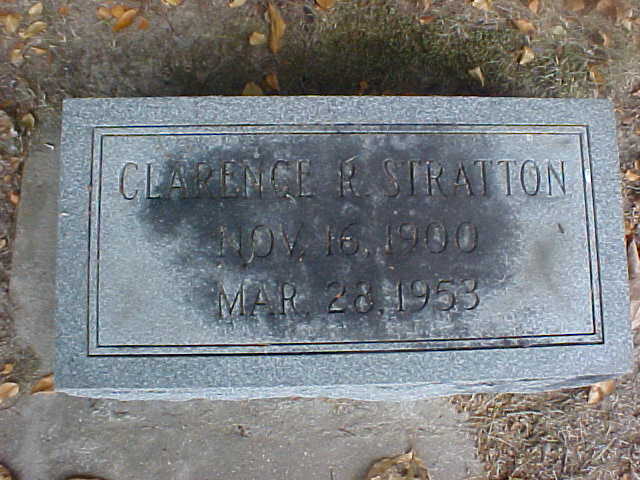 CLARENCE R. STRATTON
NOV. 16, 1900
MAR. 28, 1953